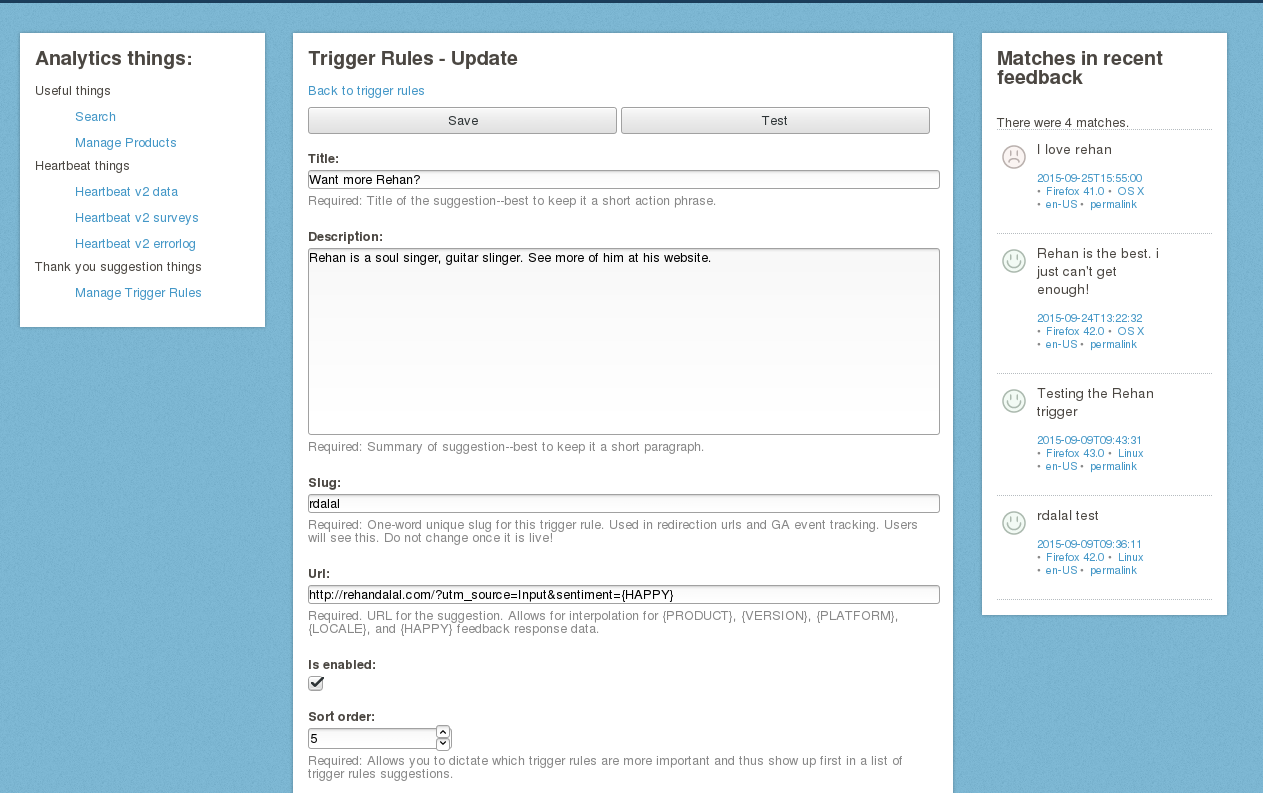 Analytics things:
Useful things
Search
Manage Products
Heartbeat things
Heartbeat v2 data
Heartbeat v2 surveys
Heartbeat v2 errorlog
Thank you suggestion things
Manage Trigger Rules
Trigger Rules - Update
Back to trigger rules
Save Test
Title:
Want more Rehan?
Required: Title of the suggestion--best to keep it a short action phrase.
Description:
Rehan is a soul singer, guitar slinger. See more of him at his website.
Required: Summary of suggestion--best to keep it a short paragraph.
Slug:
rdalal
Required: One-word unique slug for this trigger rule. Used in redirection urls and GA event tracking. Users
will see this. Do not change once it is live!
Url:
http://rehandalal.com/?utm_source=Input&sentiment={HAPPY}
Required. URL for the suggestion. Allows for interpolation for {PRODUCT}, {VERSION}, {PLATFORM},
{LOCALE}, and {HAPPY} feedback response data.
Is enabled:
Sort order:
5
Required: Allows you to dictate which trigger rules are more important and thus show up first in a list of
trigger rules suggestions.
Matches in recent
feedback
There were 4 matches.
I love rehan
2015-09-25T15:55:00
• Firefox 41.0 • OS X
• en-US • permalink
Rehan is the best. i
just can't get
enough!
2015-09-24T13:22:32
• Firefox 42.0 • OS X
• en-US • permalink
Testing the Rehan
trigger
2015-09-09T09:43:31
• Firefox 43.0 • Linux
• en-US • permalink
rdalal test
2015-09-09T09:36:11
• Firefox 42.0 • Linux
• en-US • permalink